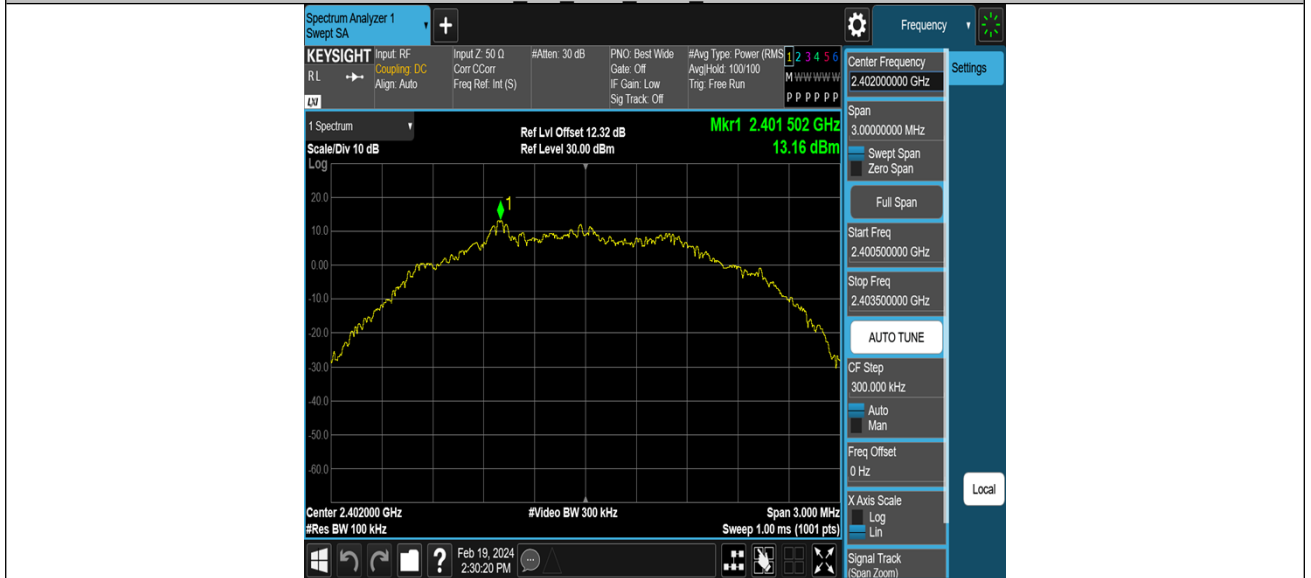 Spectrum Analyzer 1
Swept SA
+
Frequency
KEYSIGHT
RL
LXI
Input: RF
Coupling: DC
Align: Auto
Input Z: 50 Ω
Corr CCorr
Freq Ref: Int (S)
#Atten: 30 dB
PNO: Best Wide
Gate: Off
IF Gain: Low
Sig Track: Off
#Avg Type: Power (RMS
Avg|Hold: 100/100
Trig: Free Run
1 2 3 4 5 6
M W W W W W
P P P P P P
1 Spectrum
Scale/Div 10 dB
Log
Ref Lvl Offset 12.32 dB
Ref Level 30.00 dBm
Mkr1 2.401 502 GHz
13.16 dBm
1
20.0
10.0
0.00
-10.0
-20.0
-30.0
-40.0
-50.0
-60.0
Center 2.402000 GHz
#Res BW 100 kHz
#Video BW 300 kHz
Span 3.000 MHz
Sweep 1.00 ms (1001 pts)
?
Feb 19, 2024
2:30:20 PM
Center Frequency
2.402000000 GHz
Span
3.00000000 MHz
Swept Span
Zero Span
Full Span
Start Freq
2.400500000 GHz
Stop Freq
2.403500000 GHz
AUTO TUNE
CF Step
300.000 kHz
Auto
Man
Freq Offset
0 Hz
X Axis Scale
Log
Lin
Signal Track
(Span Zoom)
Settings
Local